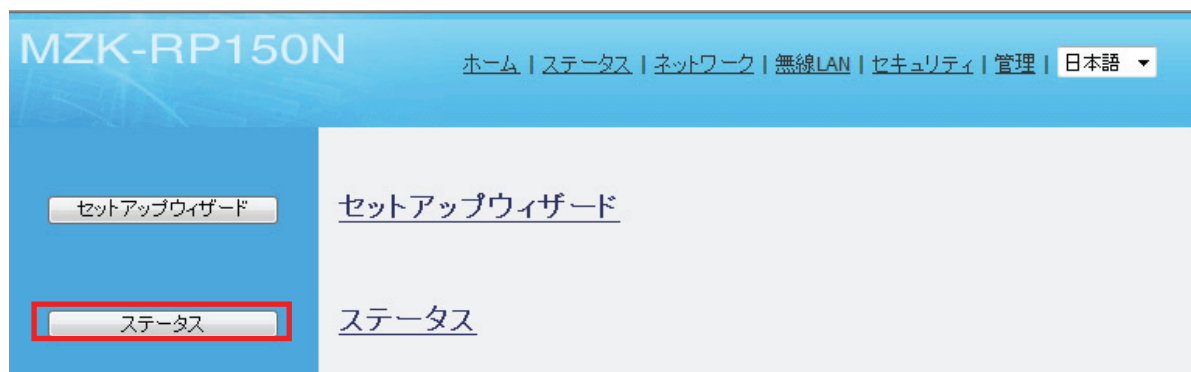 MZK-RP150N
ホーム | ステータス | ネットワーク | 無線LAN | セキュリティ | 管理 | 日本語 ▼
セットアップウィザード
セットアップウィザード
ステータス
ステータス